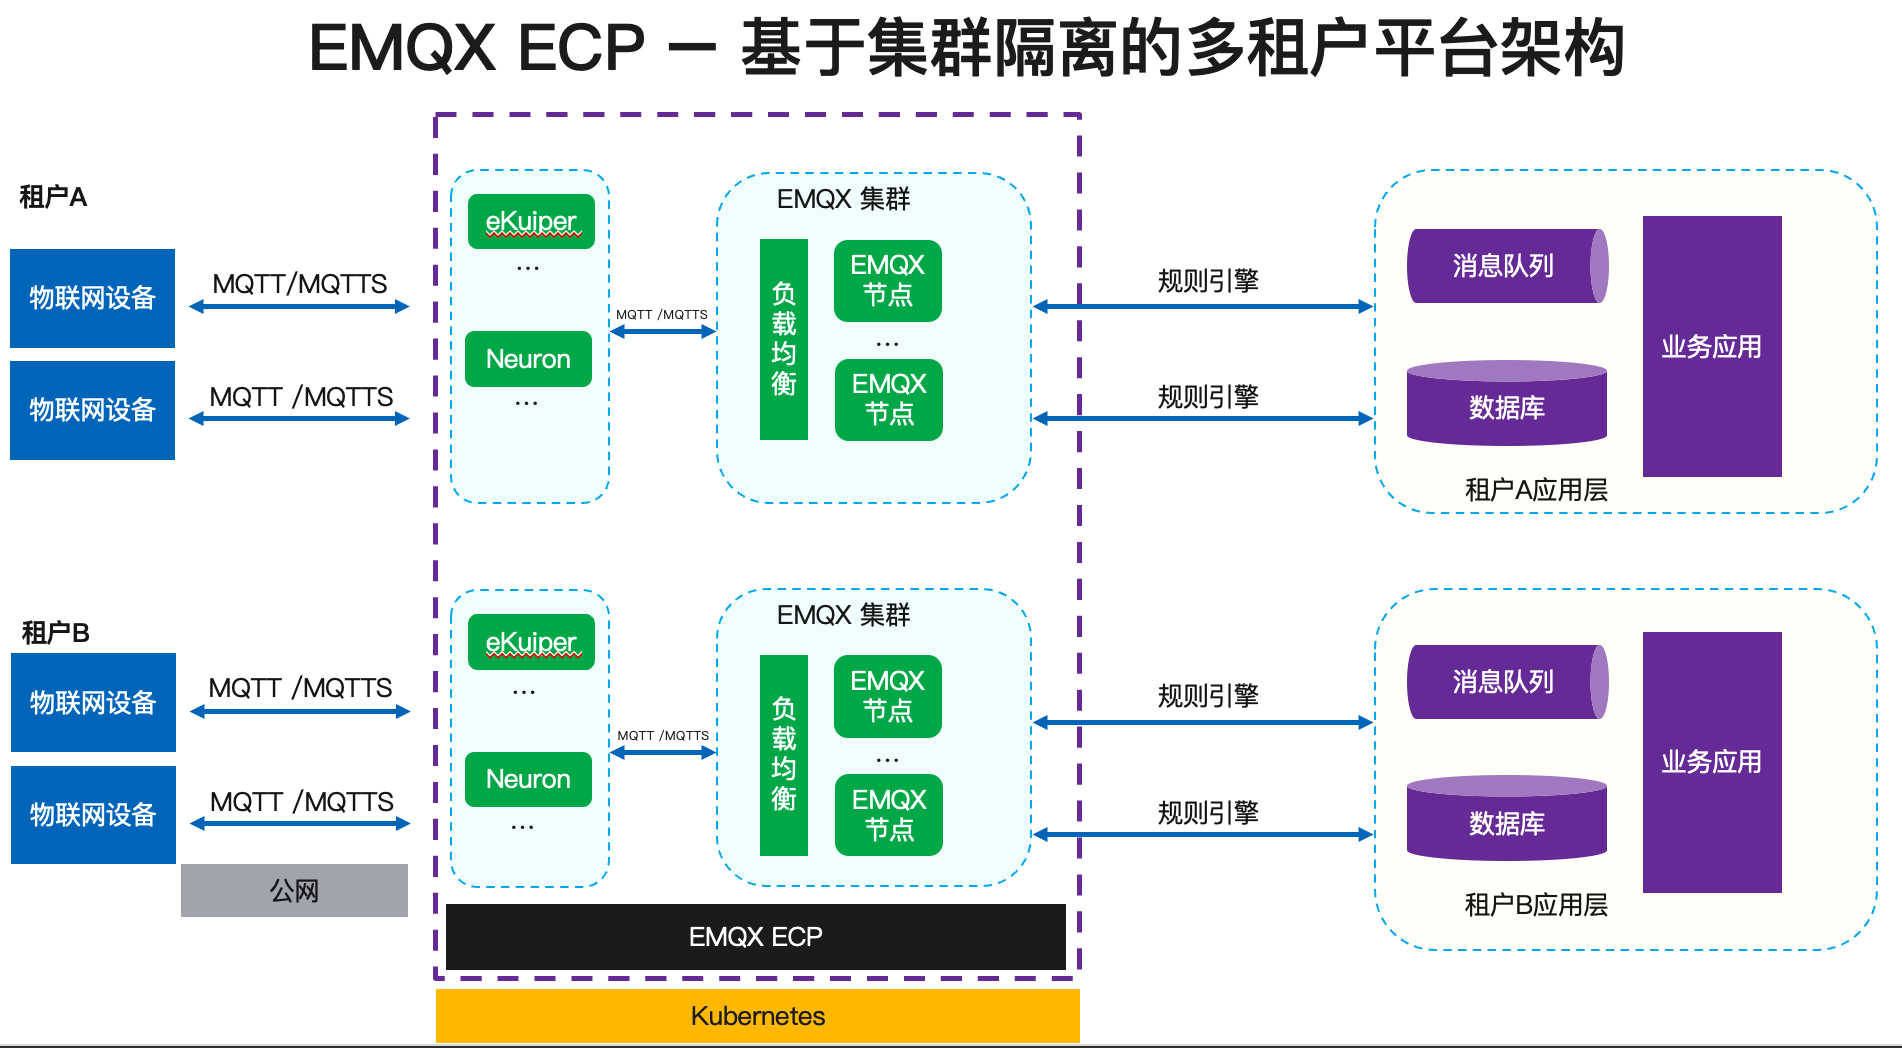 EMQX ECP — 基于集群隔离的多租户平台架构
租户A
物联网设备
物联网设备
MQTT/MQTTS
MQTT /MQTTS
eKuiper
...
Neuron
...
MQTT /MQTTS
EMQX 集群
负
载
均
衡
EMQX
节点
...
EMQX
节点
规则引擎
规则引擎
消息队列
数据库
业务应用
租户A应用层
租户B
物联网设备
物联网设备
MQTT /MQTTS
MQTT /MQTTS
公网
eKuiper
...
Neuron
...
MQTT /MQTTS
EMQX 集群
负
载
均
衡
EMQX
节点
...
EMQX
节点
规则引擎
规则引擎
消息队列
数据库
业务应用
租户B应用层
EMQX ECP
Kubernetes